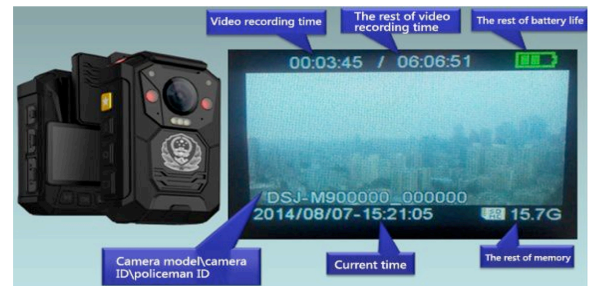 Video recording time
The rest of video
recording time
The rest of battery life
00:03:45 / 06:06:51
DSJ-M900000_000000
2014/08/07-15:21:05
15.7G
Camera model\camera
ID\policeman ID
Current time
The rest of memory